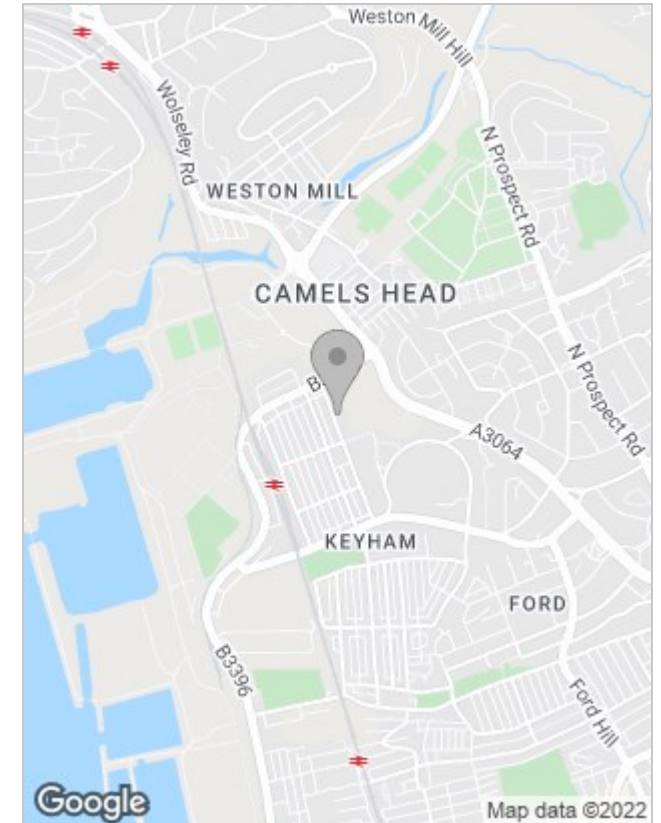 Weston Mill Hill
Wolseley Rd
N Prospect Rd
WESTON MILL
CAMELS HEAD
N Prospect Rd
A3064
KEYHAM
FORD
B3396
Ford Hill
Google
Map data ©2022